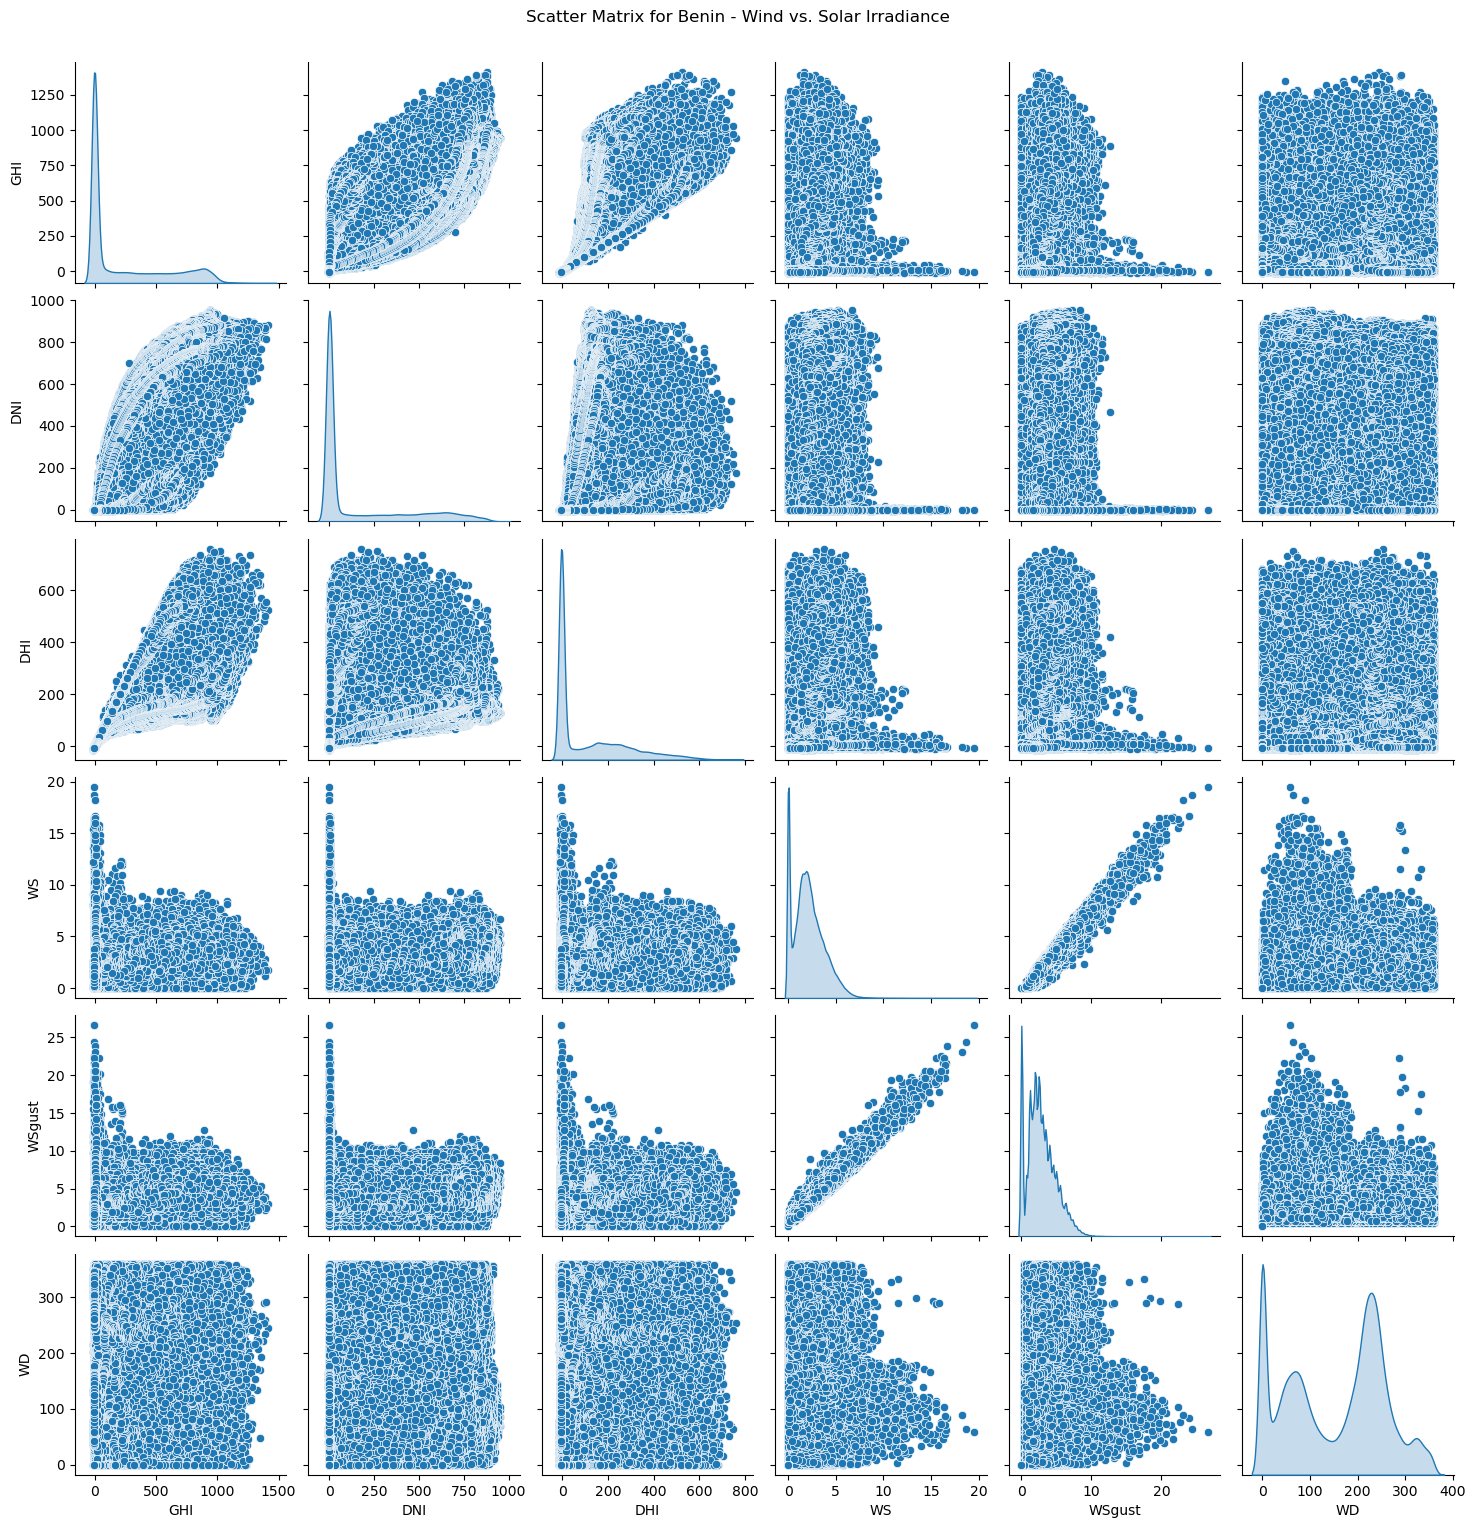 Scatter Matrix for Benin - Wind vs. Solar Irradiance
GHI
1250
1000
750
500
250
0
DNI
1000
800
600
400
200
0
DHI
600
400
200
0
WS
20
15
10
5
0
WSgust
25
20
15
10
5
0
WD
300
200
100
0
0 500 1000 1500
0 250 500 750 1000
0 200 400 600 800
0 5 10 15 20
0 10 20
0 100 200 300 400
GHI DNI DHI WS WSgust WD